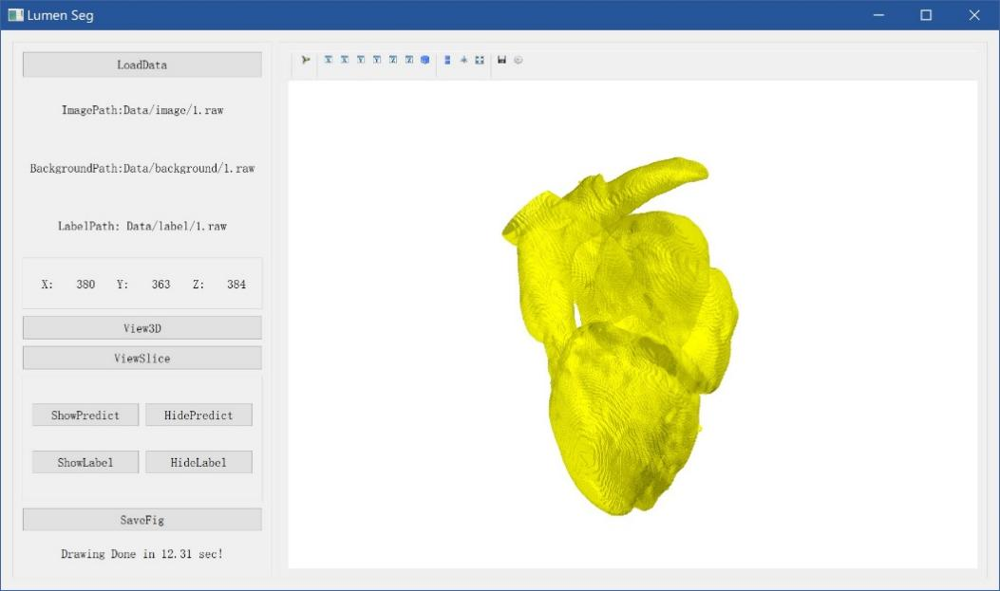 Lumen Seg
LoadData
ImagePath:Data/image/1.raw
BackgroundPath:Data/background/1.raw
LabelPath: Data/label/1.raw
X: 380 Y: 363 Z: 384
View3D
ViewSlice
ShowPredict HidePredict
ShowLabel HideLabel
SaveFig
Drawing Done in 12.31 sec!